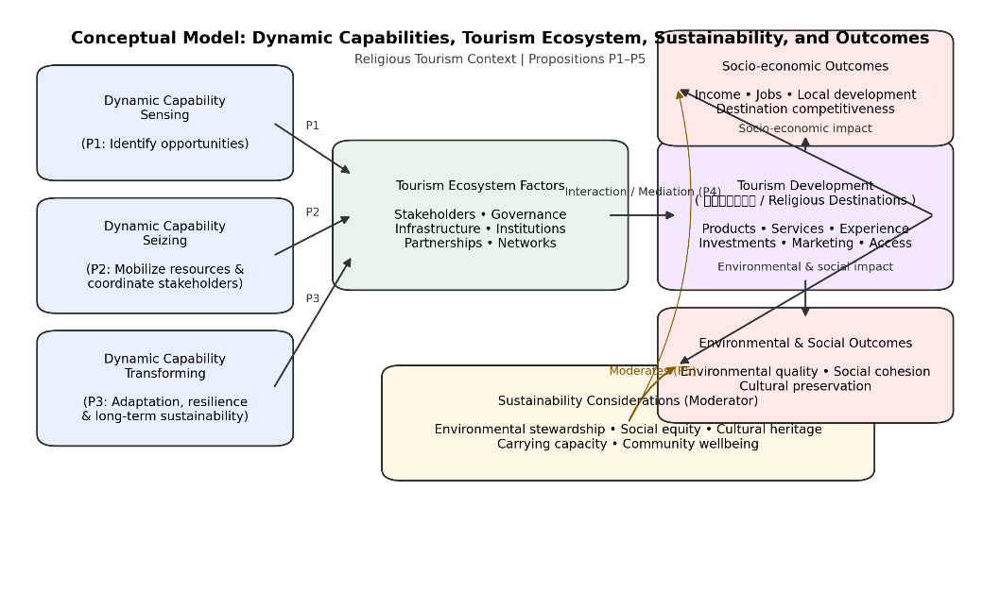 Conceptual Model: Dynamic Capabilities, Tourism Ecosystem, Sustainability, and Outcomes
Religious Tourism Context | Propositions P1–P5
Dynamic Capability
Sensing
(P1: Identify opportunities)
P1
Dynamic Capability
Seizing
(P2: Mobilize resources &
coordinate stakeholders)
P2
Dynamic Capability
Transforming
(P3: Adaptation, resilience
& long-term sustainability)
P3
Tourism Ecosystem Factors
Stakeholders • Governance
Infrastructure • Institutions
Partnerships • Networks
Interaction / Mediation (P4)
Socio-economic Outcomes
Income • Jobs • Local development
Destination competitiveness
Socio-economic impact
Tourism Development
( / Religious Destinations )
Products • Services • Experience
Investments • Marketing • Access
Environmental & social impact
Environmental & Social Outcomes
Environmental quality • Social cohesion
Cultural preservation
Moderates (P5)
Sustainability Considerations (Moderator)
Environmental stewardship • Social equity • Cultural heritage
Carrying capacity • Community wellbeing